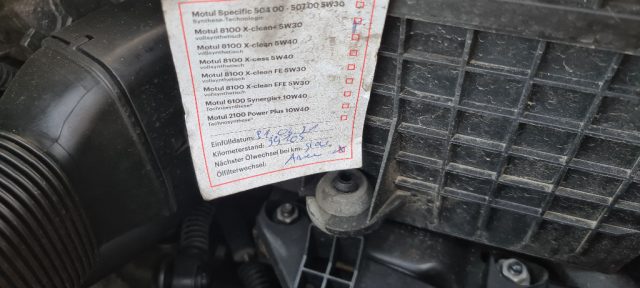 Motul Specific 504 00 - 507 00 5W30
Synthese-Technologie
Motul 8100 X-clean+ 5W30
vollsynthetisch
Motul 8100 X-clean 5W40
vollsynthetisch
Motul 8100 X-cess 5W40
vollsynthetisch
Motul 8100 X-clean FE 5W30
vollsynthetisch
Motul 8100 X-clean EFE 5W30
vollsynthetisch
Motul 6100 Synergie+ 10W40
Technosynthese®
Motul 2100 Power Plus 10W40
Technosynthese®
Einfülldatum:
Kilometerstand:
Nächster Ölwechsel bei km:
Ölfilterwechsel: